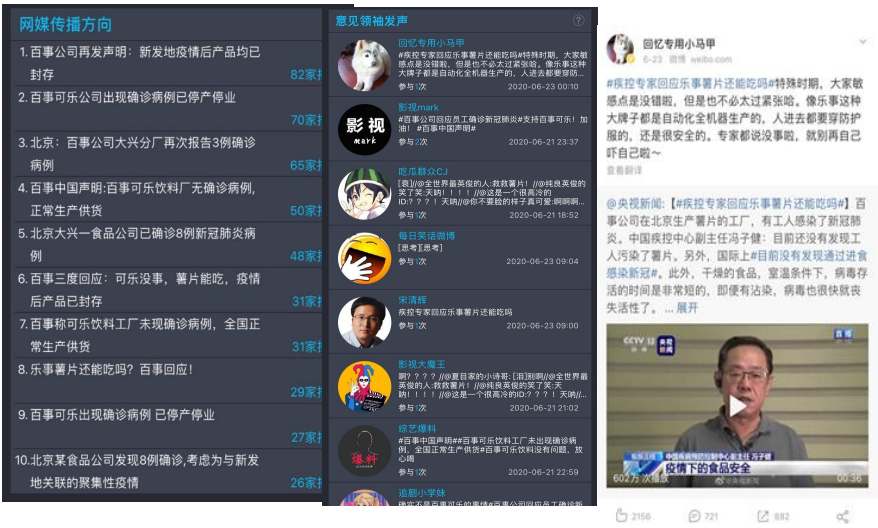 网媒传播方向
1.百事公司再发声明：新发地疫情后产品均已
封存
82家
2.百事可乐公司出现确诊病例已停产停业
70家
3.北京：百事公司大兴分厂再次报告3例确诊
病例
65家
4.百事中国声明:百事可乐饮料厂无确诊病例,
正常生产供货
50家
5.北京大兴一食品公司已确诊8例新冠肺炎病
例
48家
6.百事三度回应：可乐没事，薯片能吃，疫情
后产品已封存
31家
7.百事称可乐饮料工厂未现确诊病例，全国正
常生产供货
31家
8.乐事薯片还能吃吗？百事回应！
29家
9.百事可乐出现确诊病例 已停产停业
27家
10.北京某食品公司发现8例确诊,考虑为与新发
地关联的聚集性疫情
26家
意见领袖发声
回忆专用小马甲
#疾控专家回应乐事薯片还能吃吗#特殊时期，大家敏
感点是没错啦，但是也不必太过紧张哈。像乐事这种
大牌子都是自动化全机器生产的，人进去都要穿防...
参与1次
2020-06-23 00:10
影视mark
#百事公司回应员工确诊新冠肺炎#支持百事可乐！加
油！ #百事中国声明#
参与2次
2020-06-21 23:37
影视
mark
吃瓜群众CJ
[衰]//@全世界最英俊的人:救救薯片！//@纯良英俊的
笑了笑:天呐！！！！//@这是一个很高冷的
ID:？？？！天呐//@你不要脸的样子真可爱:啊啊啊...
参与1次
2020-06-21 18:52
每日笑话微博
[思考][思考]
参与1次
2020-06-23 09:04
宋清辉
疾控专家回应乐事薯片还能吃吗
参与1次
2020-06-23 09:00
影视大魔王
啊？？？？//@夏目家的小诗哥: [泪]别啊//@全世界最
英俊的人:救救薯片！//@纯良英俊的笑了笑:天
呐！！！！//@这是一个很高冷的ID:？？？！天呐//...
参与1次
2020-06-21 21:02
综艺爆料
#百事中国声明##百事可乐饮料工厂未出现确诊病
例，全国正常生产供货#百事可乐饮料没有问题，放
心喝
参与1次
2020-06-21 22:59
爆料
追剧小学妹
回忆专用小马甲
6-23 微博 weibo.com
#疾控专家回应乐事薯片还能吃吗#特殊时期，大家敏
感点是没错啦，但是也不必太过紧张哈。像乐事这种
大牌子都是自动化全机器生产的，人进去都要穿防护
服的，还是很安全的。专家都说没事啦，就别再自己
吓自己啦～
查看翻译
@央视新闻:【#疾控专家回应乐事薯片还能吃吗#】百
事公司在北京生产薯片的工厂，有工人感染了新冠肺
炎。中国疾控中心副主任冯子健：目前还没有发现工
人污染了薯片。另外，国际上#目前没有发现通过进食
感染新冠#。此外，干燥的食品，室温条件下，病毒存
活的时间是非常短的，即便有沾染，病毒也很快就丧
失活性了。 ... 展开
CCTV 13
央视
新闻
中国疾病预防控制中心副主任 冯子健
疫情下的食品安全
602万 次播放
@央视新闻
00:36
2156
721
882